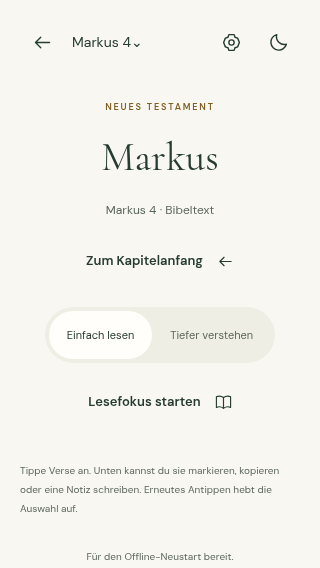 Markus 4
NEUES TESTAMENT
Markus
Markus 4 · Bibeltext
Zum Kapitelanfang
Einfach lesen
Tiefer verstehen
Lesefokus starten
Tippe Verse an. Unten kannst du sie markieren, kopieren
oder eine Notiz schreiben. Erneutes Antippen hebt die
Auswahl auf.
Für den Offline-Neustart bereit.